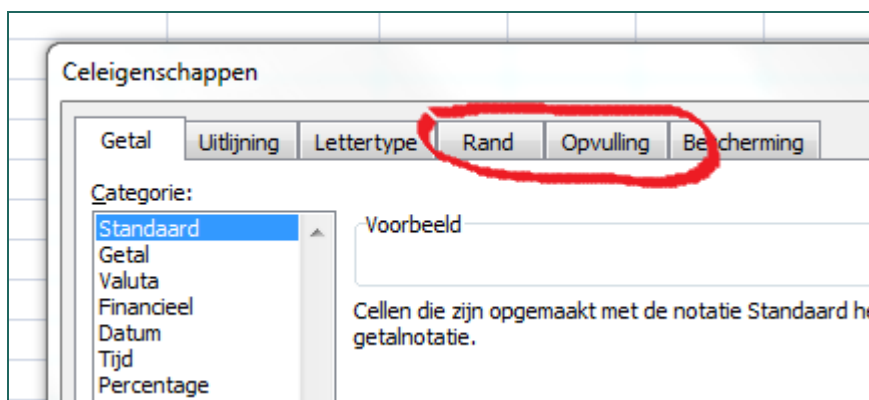 Celeigenschappen
Getal Uitlijning Lettertype Rand Opvulling Bescherming
Categorie:
Standaard
Getal
Valuta
Financieel
Datum
Tijd
Percentage
Voorbeeld
Cellen die zijn opgemaakt met de notatie Standaard he
getalnotatie.